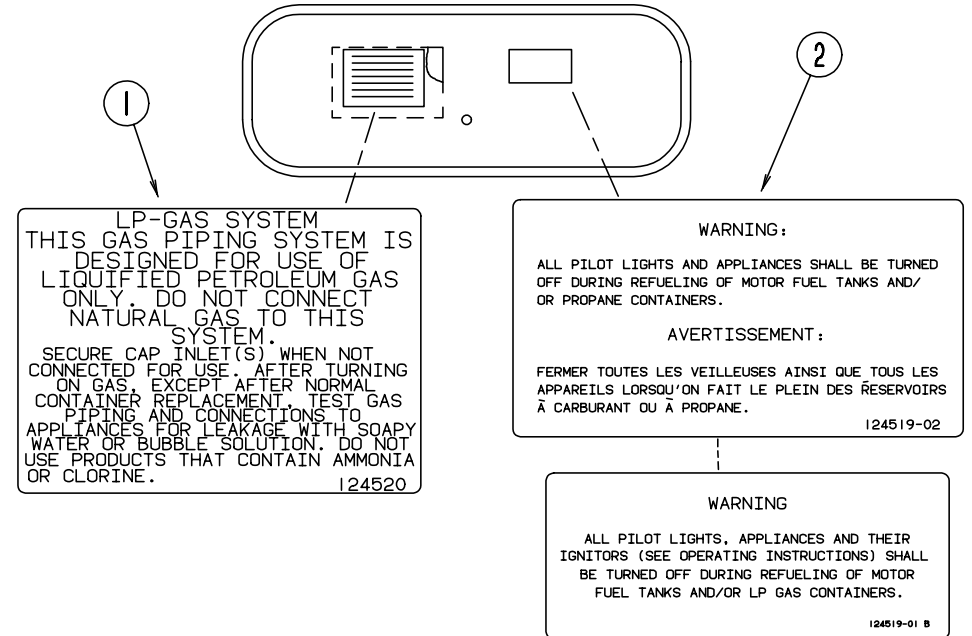 1
2
LP-GAS SYSTEM
THIS GAS PIPING SYSTEM IS
DESIGNED FOR USE OF
LIQUIFIED PETROLEUM GAS
ONLY. DO NOT CONNECT
NATURAL GAS TO THIS
SYSTEM.
SECURE CAP INLET(S) WHEN NOT
CONNECTED FOR USE. AFTER TURNING
ON GAS, EXCEPT AFTER NORMAL
CONTAINER REPLACEMENT, TEST GAS
PIPING AND CONNECTIONS TO
APPLIANCES FOR LEAKAGE WITH SOAPY
WATER OR BUBBLE SOLUTION. DO NOT
USE PRODUCTS THAT CONTAIN AMMONIA
OR CLORINE.
124520
WARNING:
ALL PILOT LIGHTS AND APPLIANCES SHALL BE TURNED
OFF DURING REFUELING OF MOTOR FUEL TANKS AND/
OR PROPANE CONTAINERS.
AVERTISSEMENT:
FERMER TOUTES LES VEILLEUSES AINSI QUE TOUS LES
APPAREILS LORSQU'ON FAIT LE PLEIN DES RESERVOIRS
À CARBURANT OU À PROPANE.
124519-02
WARNING
ALL PILOT LIGHTS, APPLIANCES AND THEIR
IGNITORS (SEE OPERATING INSTRUCTIONS) SHALL
BE TURNED OFF DURING REFUELING OF MOTOR
FUEL TANKS AND/OR LP GAS CONTAINERS.
124519-01 B